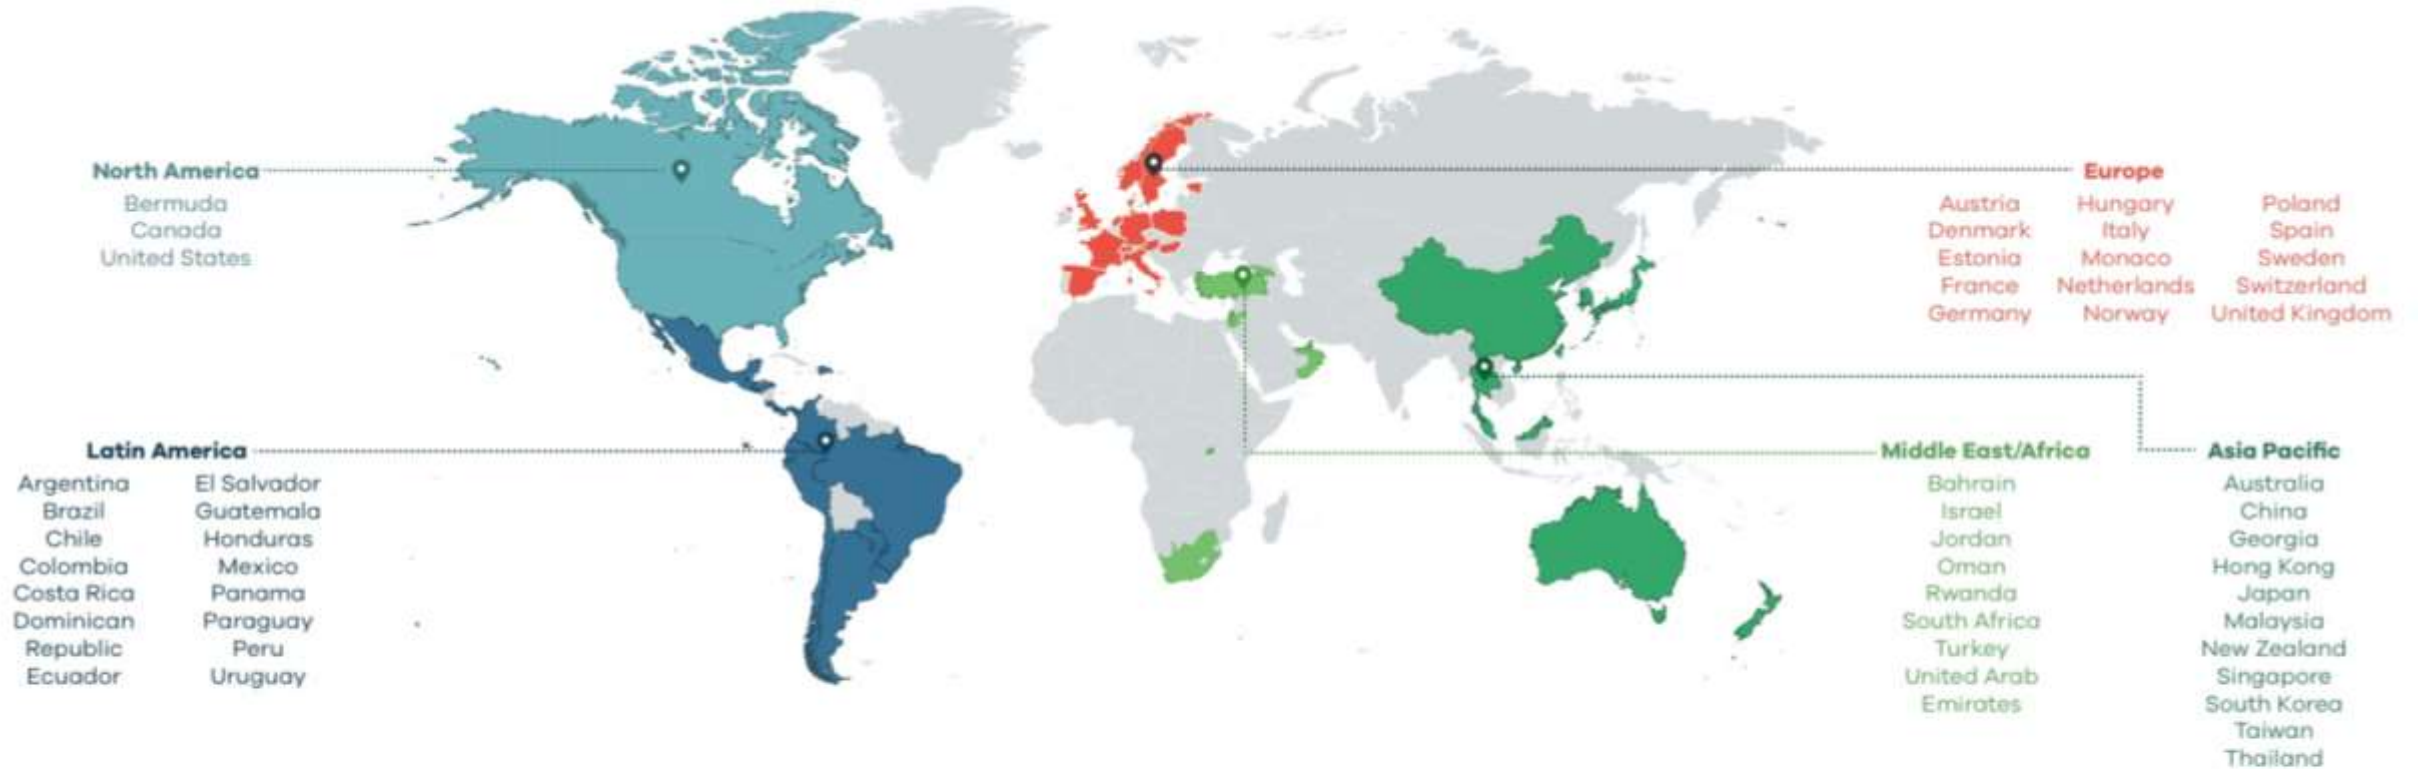 North America
Bermuda
Canada
United States
Latin America
Argentina
Brazil
Chile
Colombia
Costa Rica
Dominican
Republic
Ecuador
El Salvador
Guatemala
Honduras
Mexico
Panama
Paraguay
Peru
Uruguay
Europe
Austria
Denmark
Estonia
France
Germany
Hungary
Italy
Monaco
Netherlands
Norway
Poland
Spain
Sweden
Switzerland
United Kingdom
Middle East/Africa
Bahrain
Israel
Jordan
Oman
Rwanda
South Africa
Turkey
United Arab
Emirates
Asia Pacific
Australia
China
Georgia
Hong Kong
Japan
Malaysia
New Zealand
Singapore
South Korea
Taiwan
Thailand